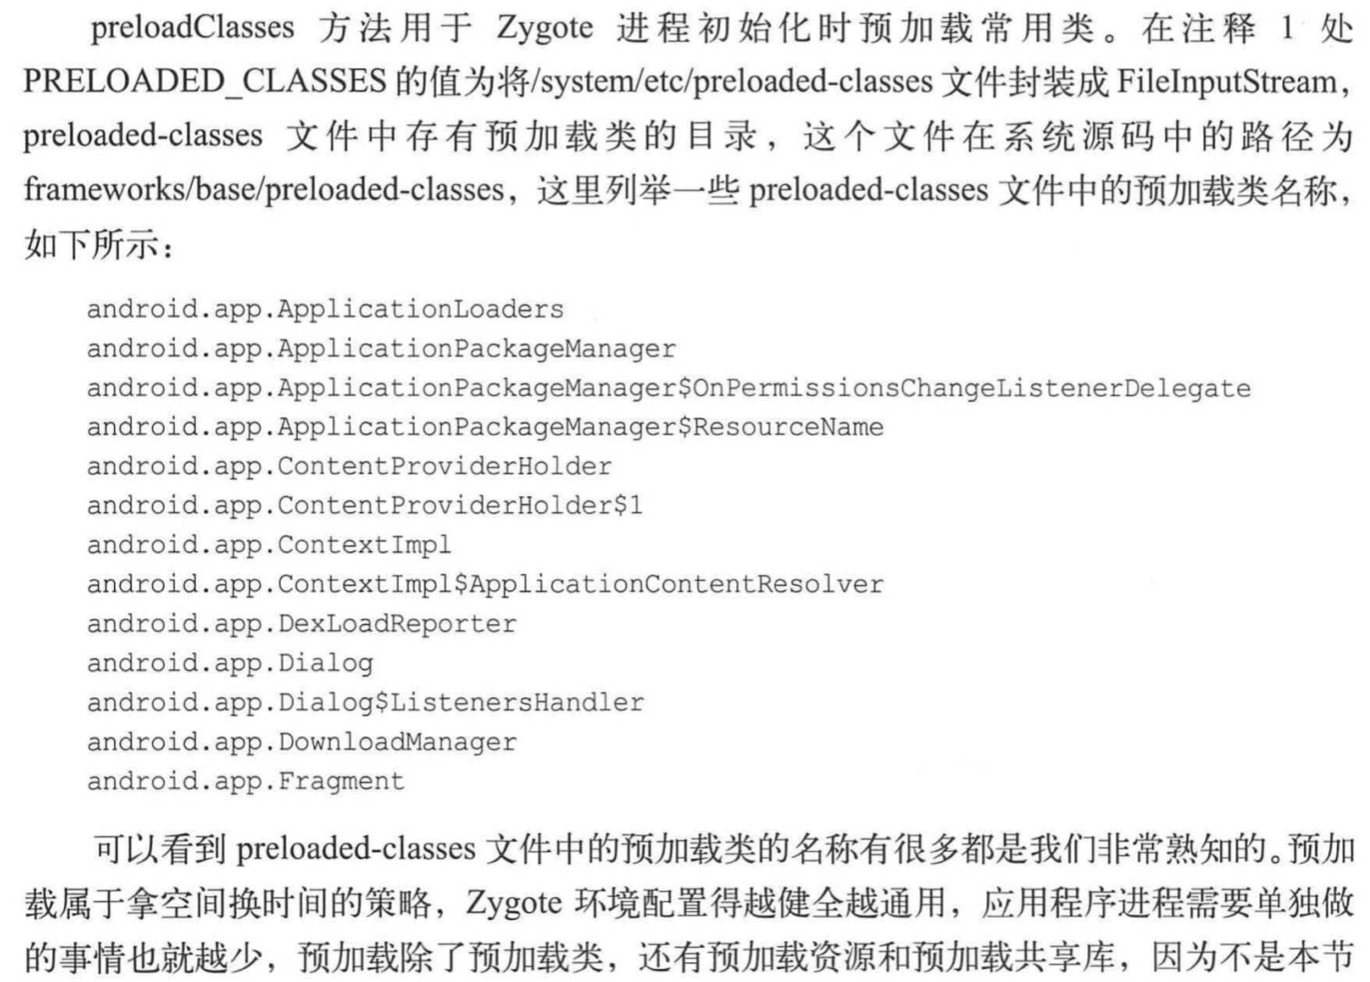 preloadClasses 方法用于 Zygote 进程初始化时预加载常用类。在注释 1 处
PRELOADED_CLASSES 的值为将/system/etc/preloaded-classes 文件封装成 FileInputStream，
preloaded-classes 文件中存有预加载类的目录，这个文件在系统源码中的路径为
frameworks/base/preloaded-classes，这里列举一些 preloaded-classes 文件中的预加载类名称，
如下所示：
android.app.ApplicationLoaders
android.app.ApplicationPackageManager
android.app.ApplicationPackageManager$OnPermissionsChangeListenerDelegate
android.app.ApplicationPackageManager$ResourceName
android.app.ContentProviderHolder
android.app.ContentProviderHolder$1
android.app.ContextImpl
android.app.ContextImpl$ApplicationContentResolver
android.app.DexLoadReporter
android.app.Dialog
android.app.Dialog$ListenersHandler
android.app.DownloadManager
android.app.Fragment
可以看到 preloaded-classes 文件中的预加载类的名称有很多都是我们非常熟知的。预加
载属于拿空间换时间的策略，Zygote 环境配置得越健全越通用，应用程序进程需要单独做
的事情也就越少，预加载除了预加载类，还有预加载资源和预加载共享库，因为不是本节